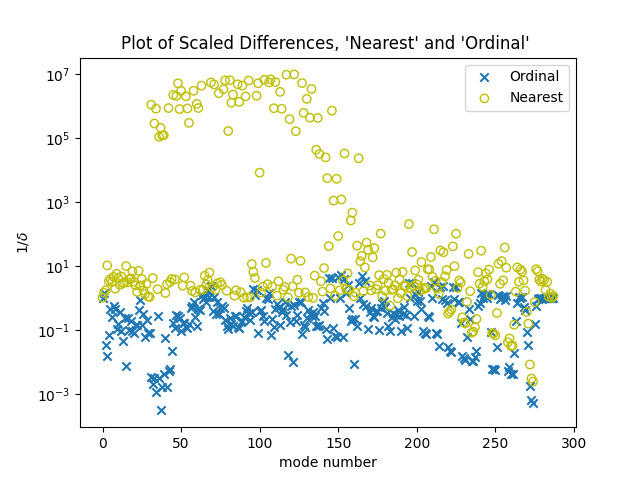 Plot of Scaled Differences, 'Nearest' and 'Ordinal'
Ordinal
Nearest
10⁷
10⁵
10³
10¹
10⁻¹
10⁻³
1/δ
0 50 100 150 200 250 300
mode number